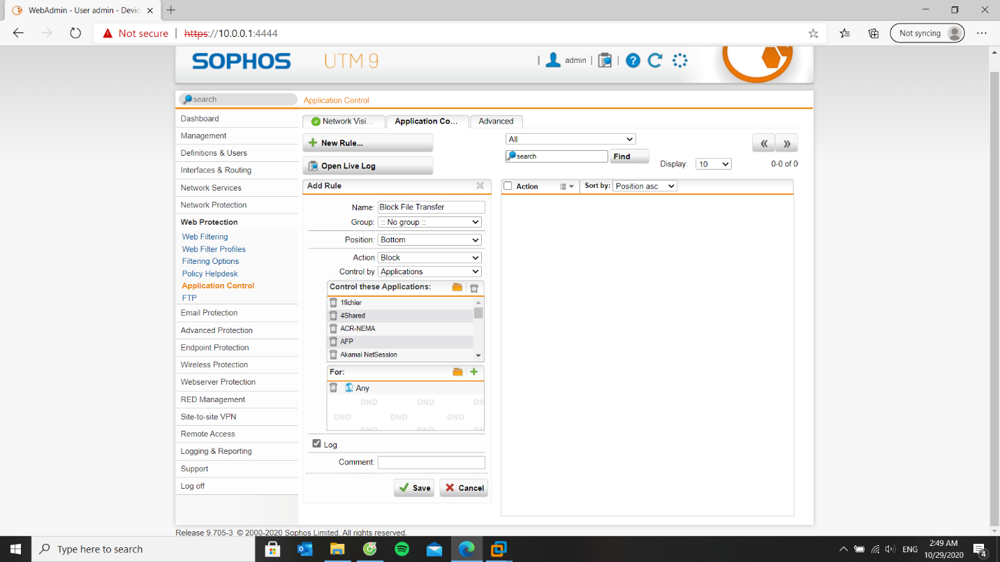 WebAdmin - User admin - Devic
Not secure
https://10.0.0.1:4444
Not syncing
SOPHOS UTM 9
admin
search
Application Control
Dashboard
Management
Definitions & Users
Interfaces & Routing
Network Services
Network Protection
Web Protection
Web Filtering
Web Filter Profiles
Filtering Options
Policy Helpdesk
Application Control
FTP
Email Protection
Advanced Protection
Endpoint Protection
Wireless Protection
Webserver Protection
RED Management
Site-to-site VPN
Remote Access
Logging & Reporting
Support
Log off
Network Visi...
Application Co...
Advanced
New Rule...
Open Live Log
All
search
Find
Display: 10
0-0 of 0
Add Rule
Name: Block File Transfer
Group: :: No group ::
Position: Bottom
Action Block
Control by Applications
Control these Applications:
1fichier
4Shared
ACR-NEMA
AFP
Akamai NetSession
For:
Any
DND DND DN
DND DND DND
DND DND DN
Log
Comment:
Save
Cancel
Action
Sort by: Position asc
Release 9.705-3 © 2000-2020 Sophos Limited. All rights reserved.
Type here to search
ENG
2:49 AM
10/29/2020
4